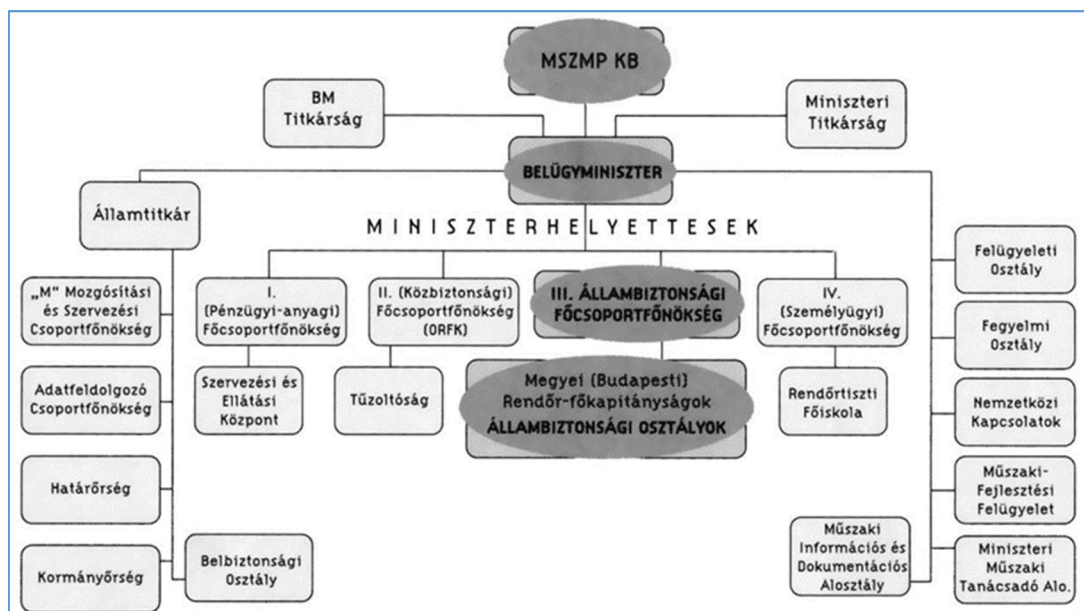 MSZMP KB
BM
Titkárság
Miniszteri
Titkárság
BELÜGYMINISZTER
Államtitkár
MINISZTERHELYETTESEK
„M" Mozgósítási
és Szervezési
Csoportfőnökség
I.
(Pénzügyi-anyagi)
Főcsoportfőnökség
II. (Közbiztonsági)
Főcsoportfőnökség
(ORFK)
III. ÁLLAMBIZTONSÁGI
FŐCSOPORTFŐNÖKSÉG
IV.
(Személyügyi)
Főcsoportfőnökség
Felügyeleti
Osztály
Fegyelmi
Osztály
Adatfeldolgozó
Csoportfőnökség
Szervezési és
Ellátási
Központ
Tűzoltóság
Megyei (Budapesti)
Rendőr-főkapitányságok
ÁLLAMBIZTONSÁGI OSZTÁLYOK
Rendőrtiszti
Főiskola
Nemzetközi
Kapcsolatok
Határőrség
Műszaki-
Fejlesztési
Felügyelet
Kormányőrség
Belbiztonsági
Osztály
Műszaki
Információs és
Dokumentációs
Alosztály
Miniszteri
Műszaki
Tanácsadó Alo.